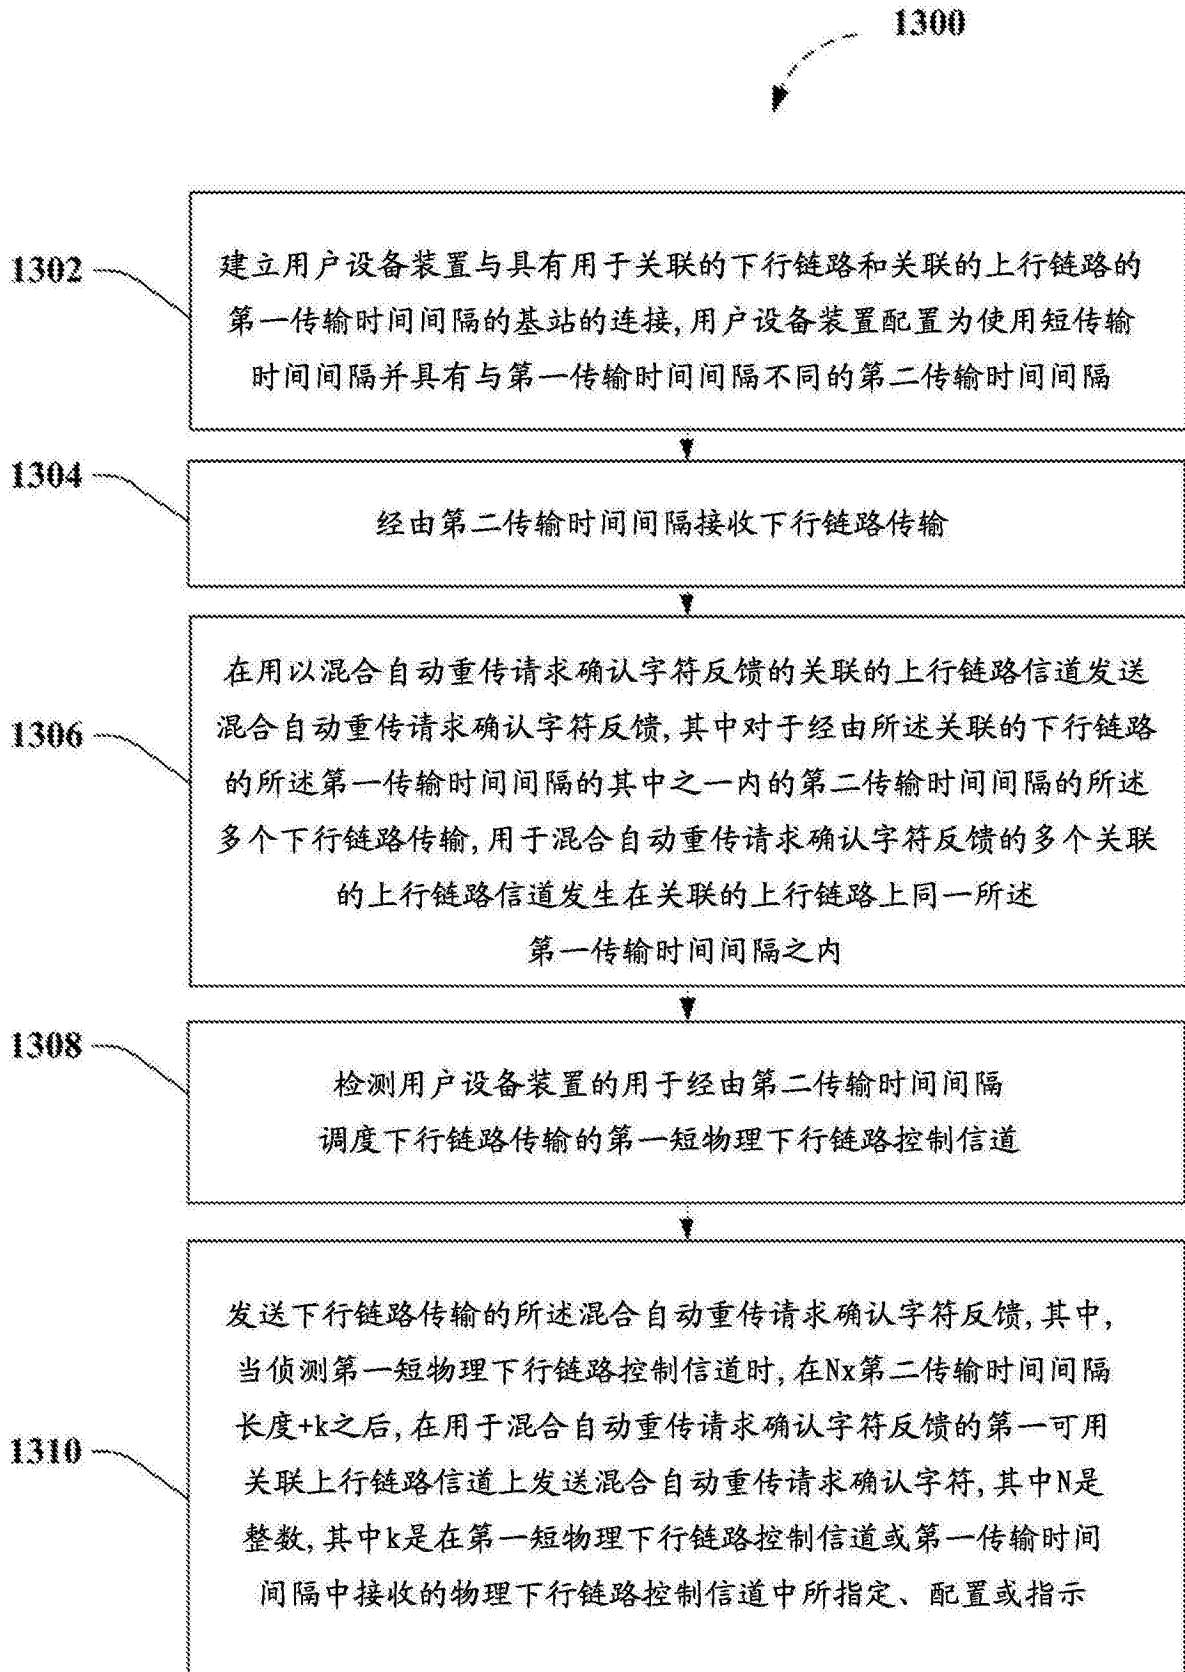 1300
1302
建立用户设备装置与具有用于关联的下行链路和关联的上行链路的
第一传输时间间隔的基站的连接,用户设备装置配置为使用短传输
时间间隔并具有与第一传输时间间隔不同的第二传输时间间隔
1304
经由第二传输时间间隔接收下行链路传输
1306
在用以混合自动重传请求确认字符反馈的关联的上行链路信道发送
混合自动重传请求确认字符反馈,其中对于经由所述关联的下行链路
的所述第一传输时间间隔的其中之一内的第二传输时间间隔的所述
多个下行链路传输,用于混合自动重传请求确认字符反馈的多个关联
的上行链路信道发生在关联的上行链路上同一所述
第一传输时间间隔之内
1308
检测用户设备装置的用于经由第二传输时间间隔
调度下行链路传输的第一短物理下行链路控制信道
1310
发送下行链路传输的所述混合自动重传请求确认字符反馈,其中,
当侦测第一短物理下行链路控制信道时,在Nx第二传输时间间隔
长度+k之后,在用于混合自动重传请求确认字符反馈的第一可用
关联上行链路信道上发送混合自动重传请求确认字符,其中N是
整数,其中k是在第一短物理下行链路控制信道或第一传输时间
间隔中接收的物理下行链路控制信道中所指定、配置或指示